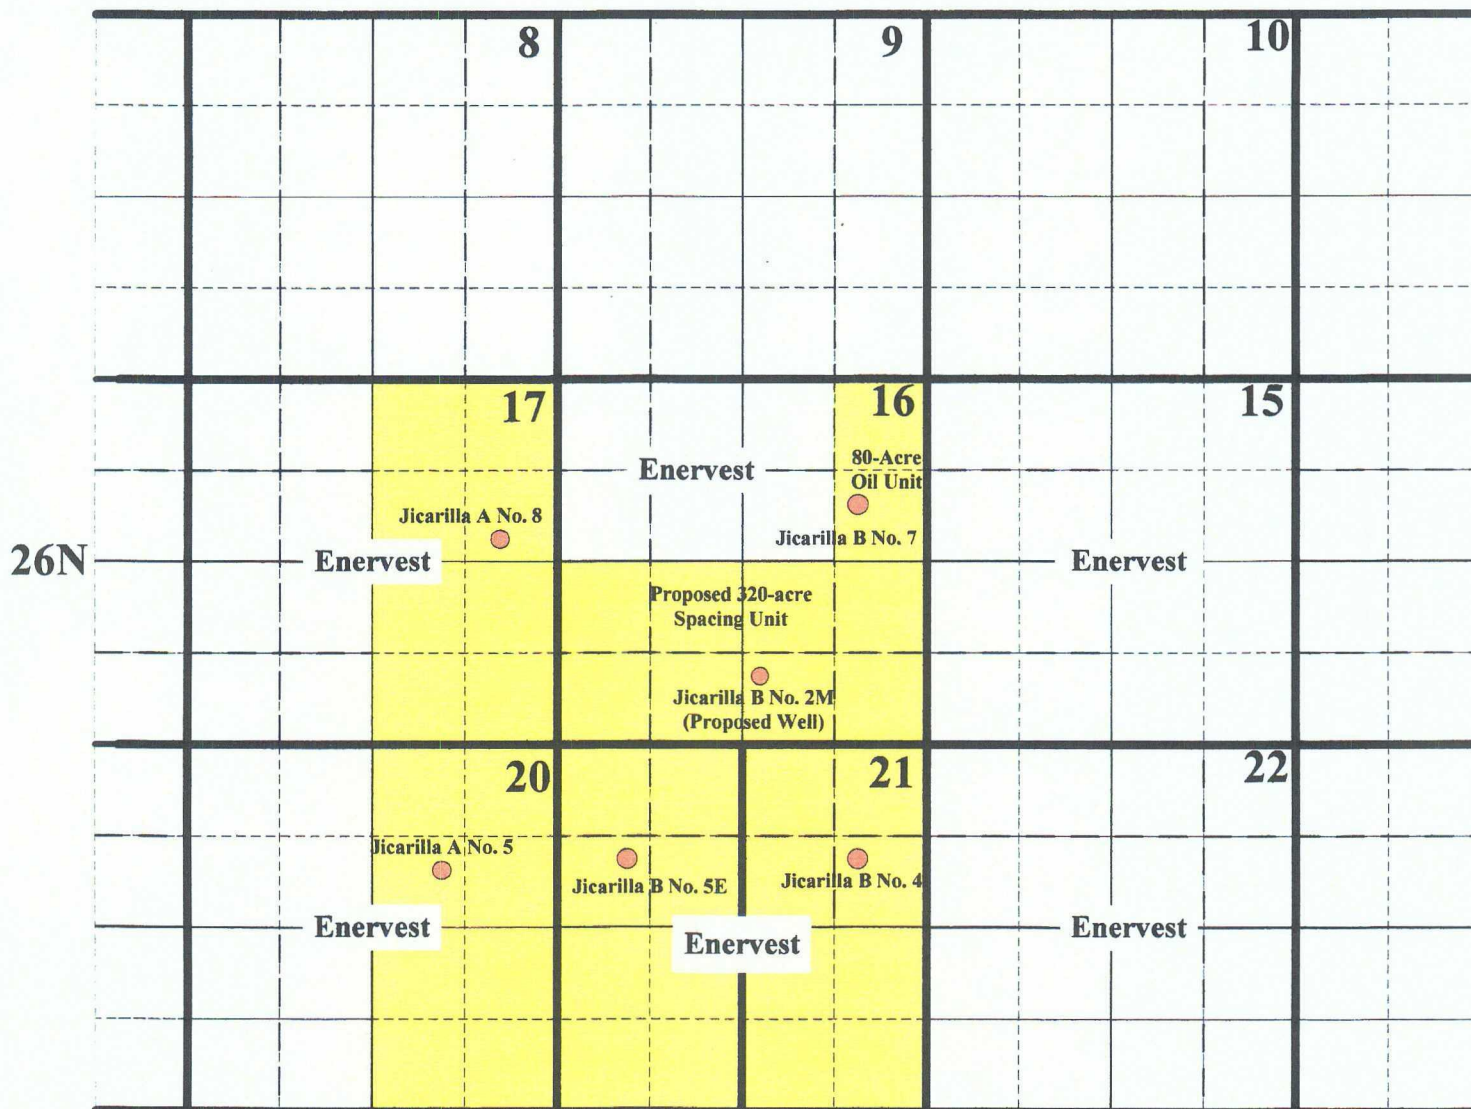 8
9
10
17
16
15
Enervest
80-Acre
Oil Unit
Jicarilla A No. 8
Jicarilla B No. 7
26N
Enervest
Enervest
Proposed 320-acre
Spacing Unit
Jicarilla B No. 2M
(Proposed Well)
20
21
22
Jicarilla A No. 5
Jicarilla B No. 5E
Jicarilla B No. 4
Enervest
Enervest
Enervest